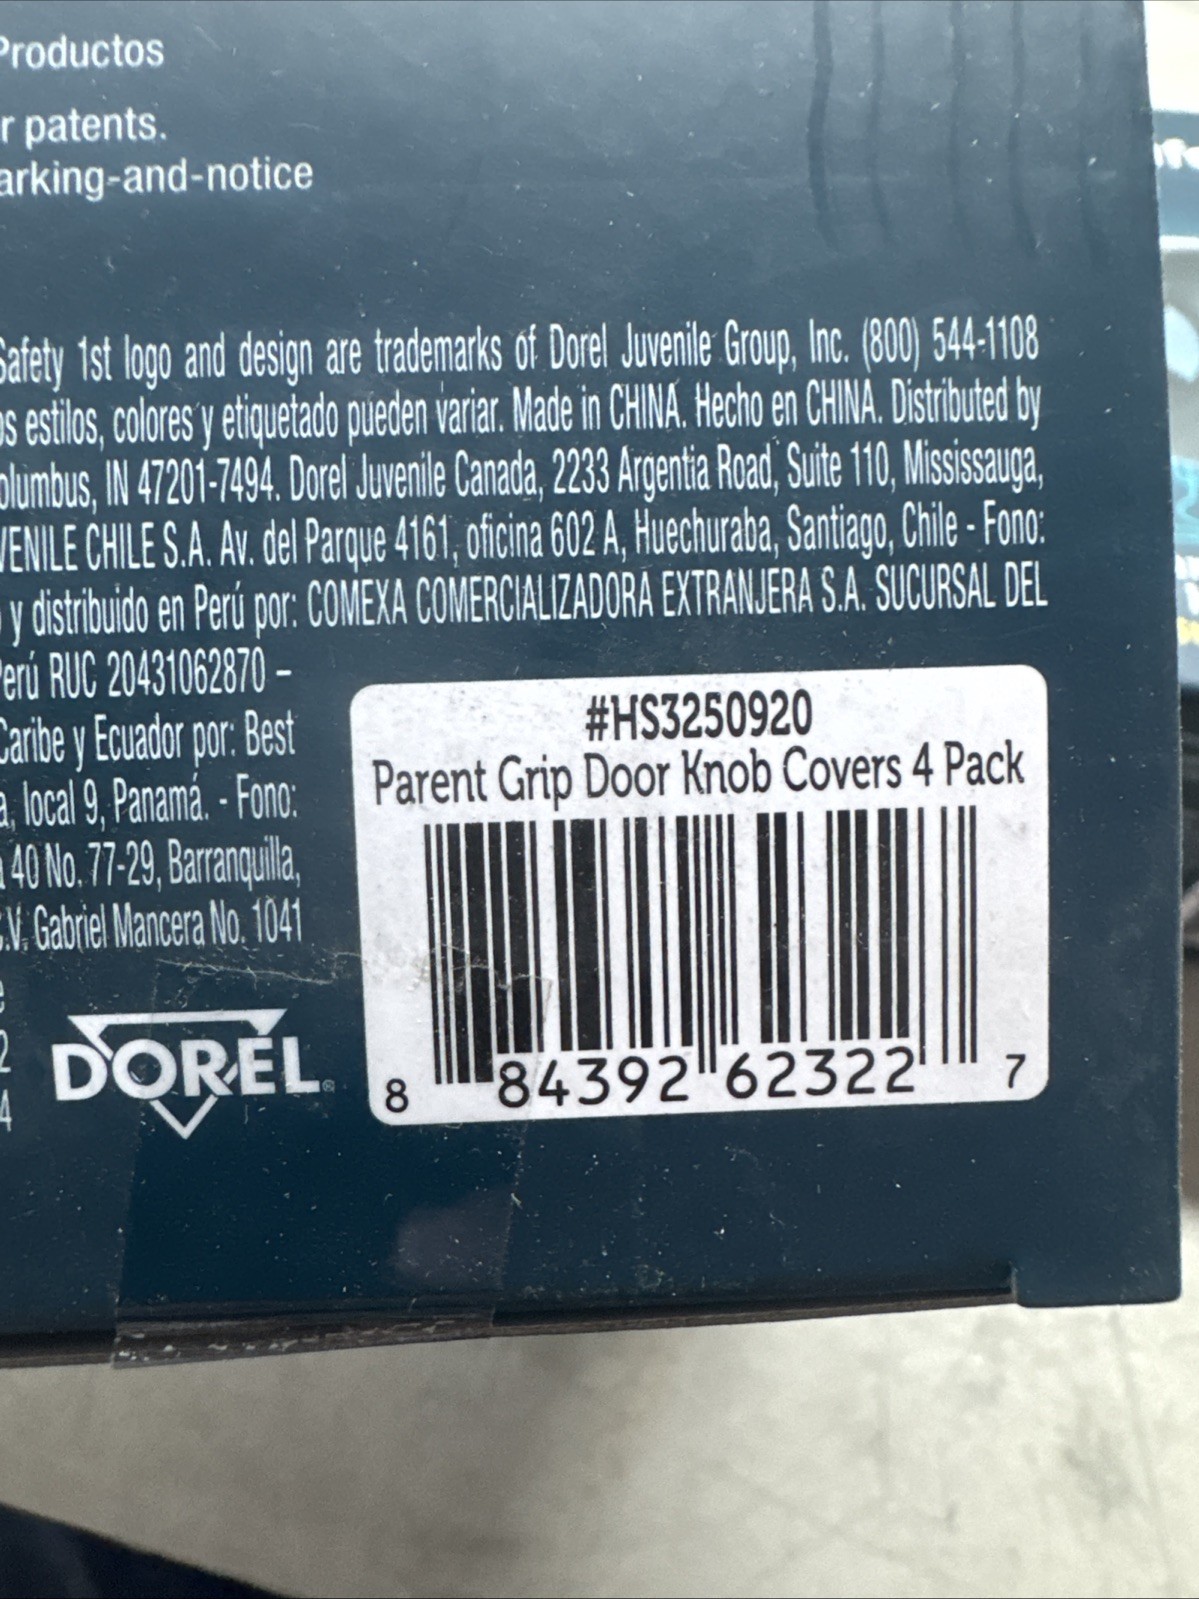 Productos
r patents.
arking-and-notice
Safety 1st logo and design are trademarks of Dorel Juvenile Group, Inc. (800) 544-1108
os estilos, colores y etiquetado pueden variar. Made in CHINA. Hecho en CHINA. Distributed by
olumbus, IN 47201-7494. Dorel Juvenile Canada, 2233 Argentia Road, Suite 110, Mississauga,
VENILE CHILE S.A. Av. del Parque 4161, oficina 602 A, Huechuraba, Santiago, Chile - Fono:
y distribuido en Perú por: COMEXA COMERCIALIZADORA EXTRANJERA S.A. SUCURSAL DEL
Perú RUC 20431062870 –
Caribe y Ecuador por: Best
a, local 9, Panamá. - Fono:
a 40 No. 77-29, Barranquilla,
C.V. Gabriel Mancera No. 1041
e
2
4
DOREL
#HS3250920
Parent Grip Door Knob Covers 4 Pack
8 84392 62322 7